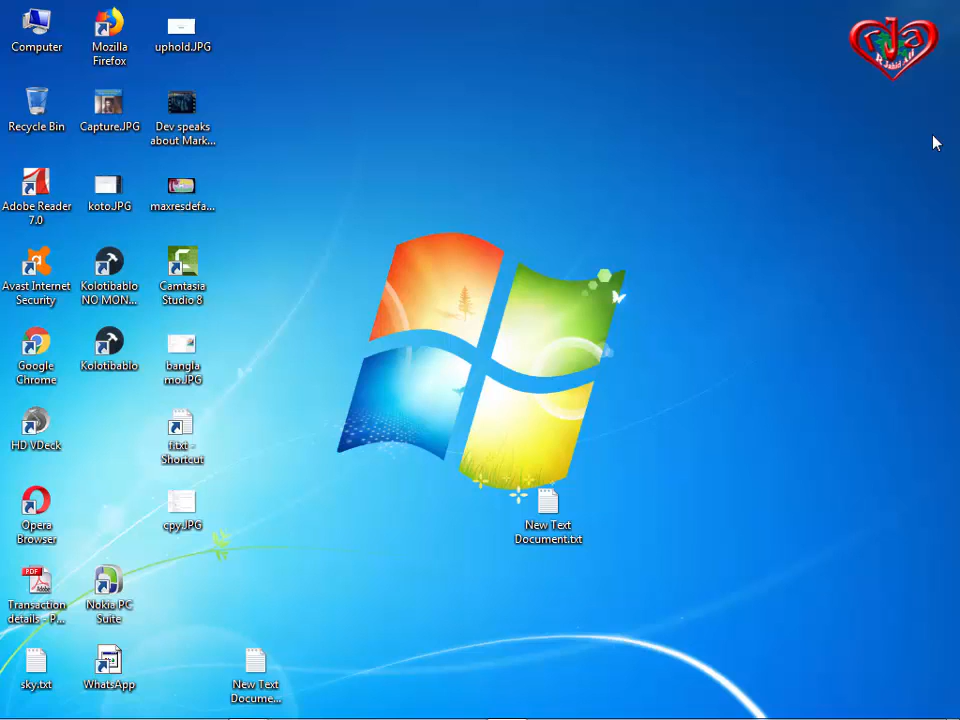 Computer
Mozilla
Firefox
uphold.JPG
Recycle Bin
Capture.JPG
Dev speaks
about Mark...
Adobe Reader
7.0
koto.JPG
maxresdefa...
Avast Internet
Security
Kolotibablo
NO MON...
Camtasia
Studio 8
Google
Chrome
Kolotibablo
bangla
mo.JPG
HD VDeck
Shortcut
Opera
Browser
cpy.JPG
New Text
Document.txt
PDF
Adobe
Transaction
details - P...
Nokia PC
Suite
sky.txt
WhatsApp
New Text
Docume...